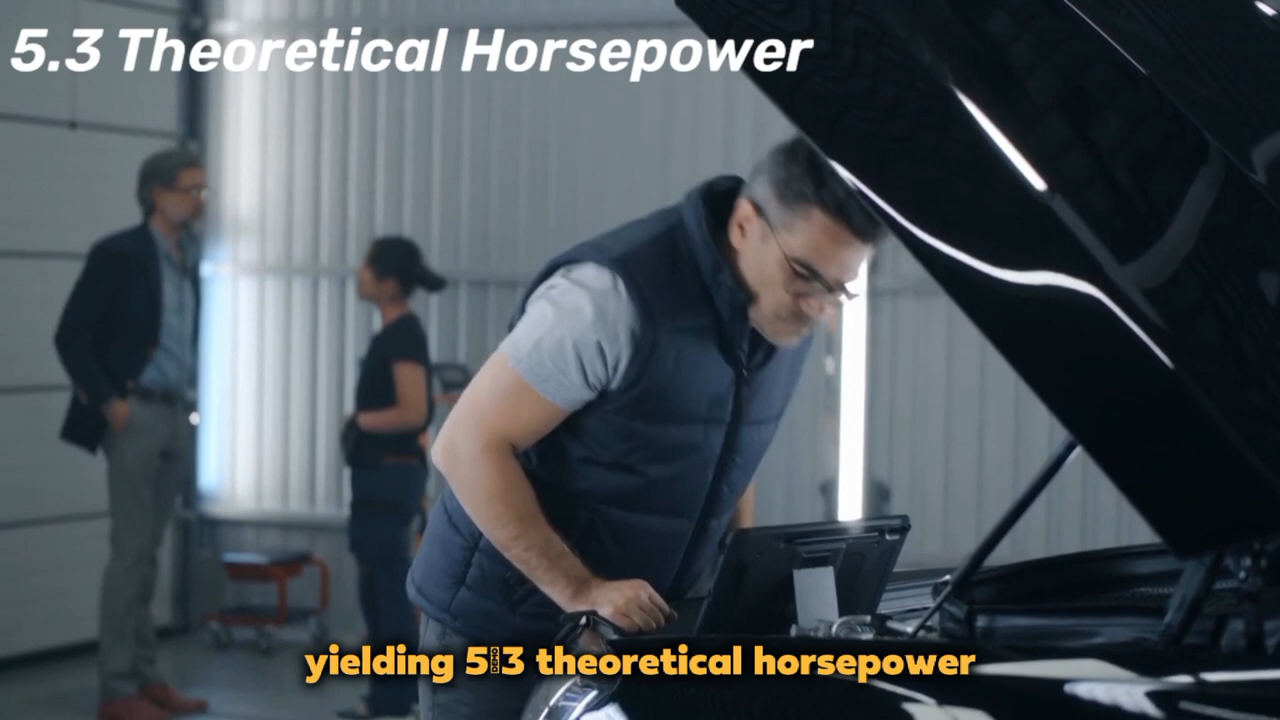 5.3 Theoretical Horsepower
yielding 5▯3 theoretical horsepower